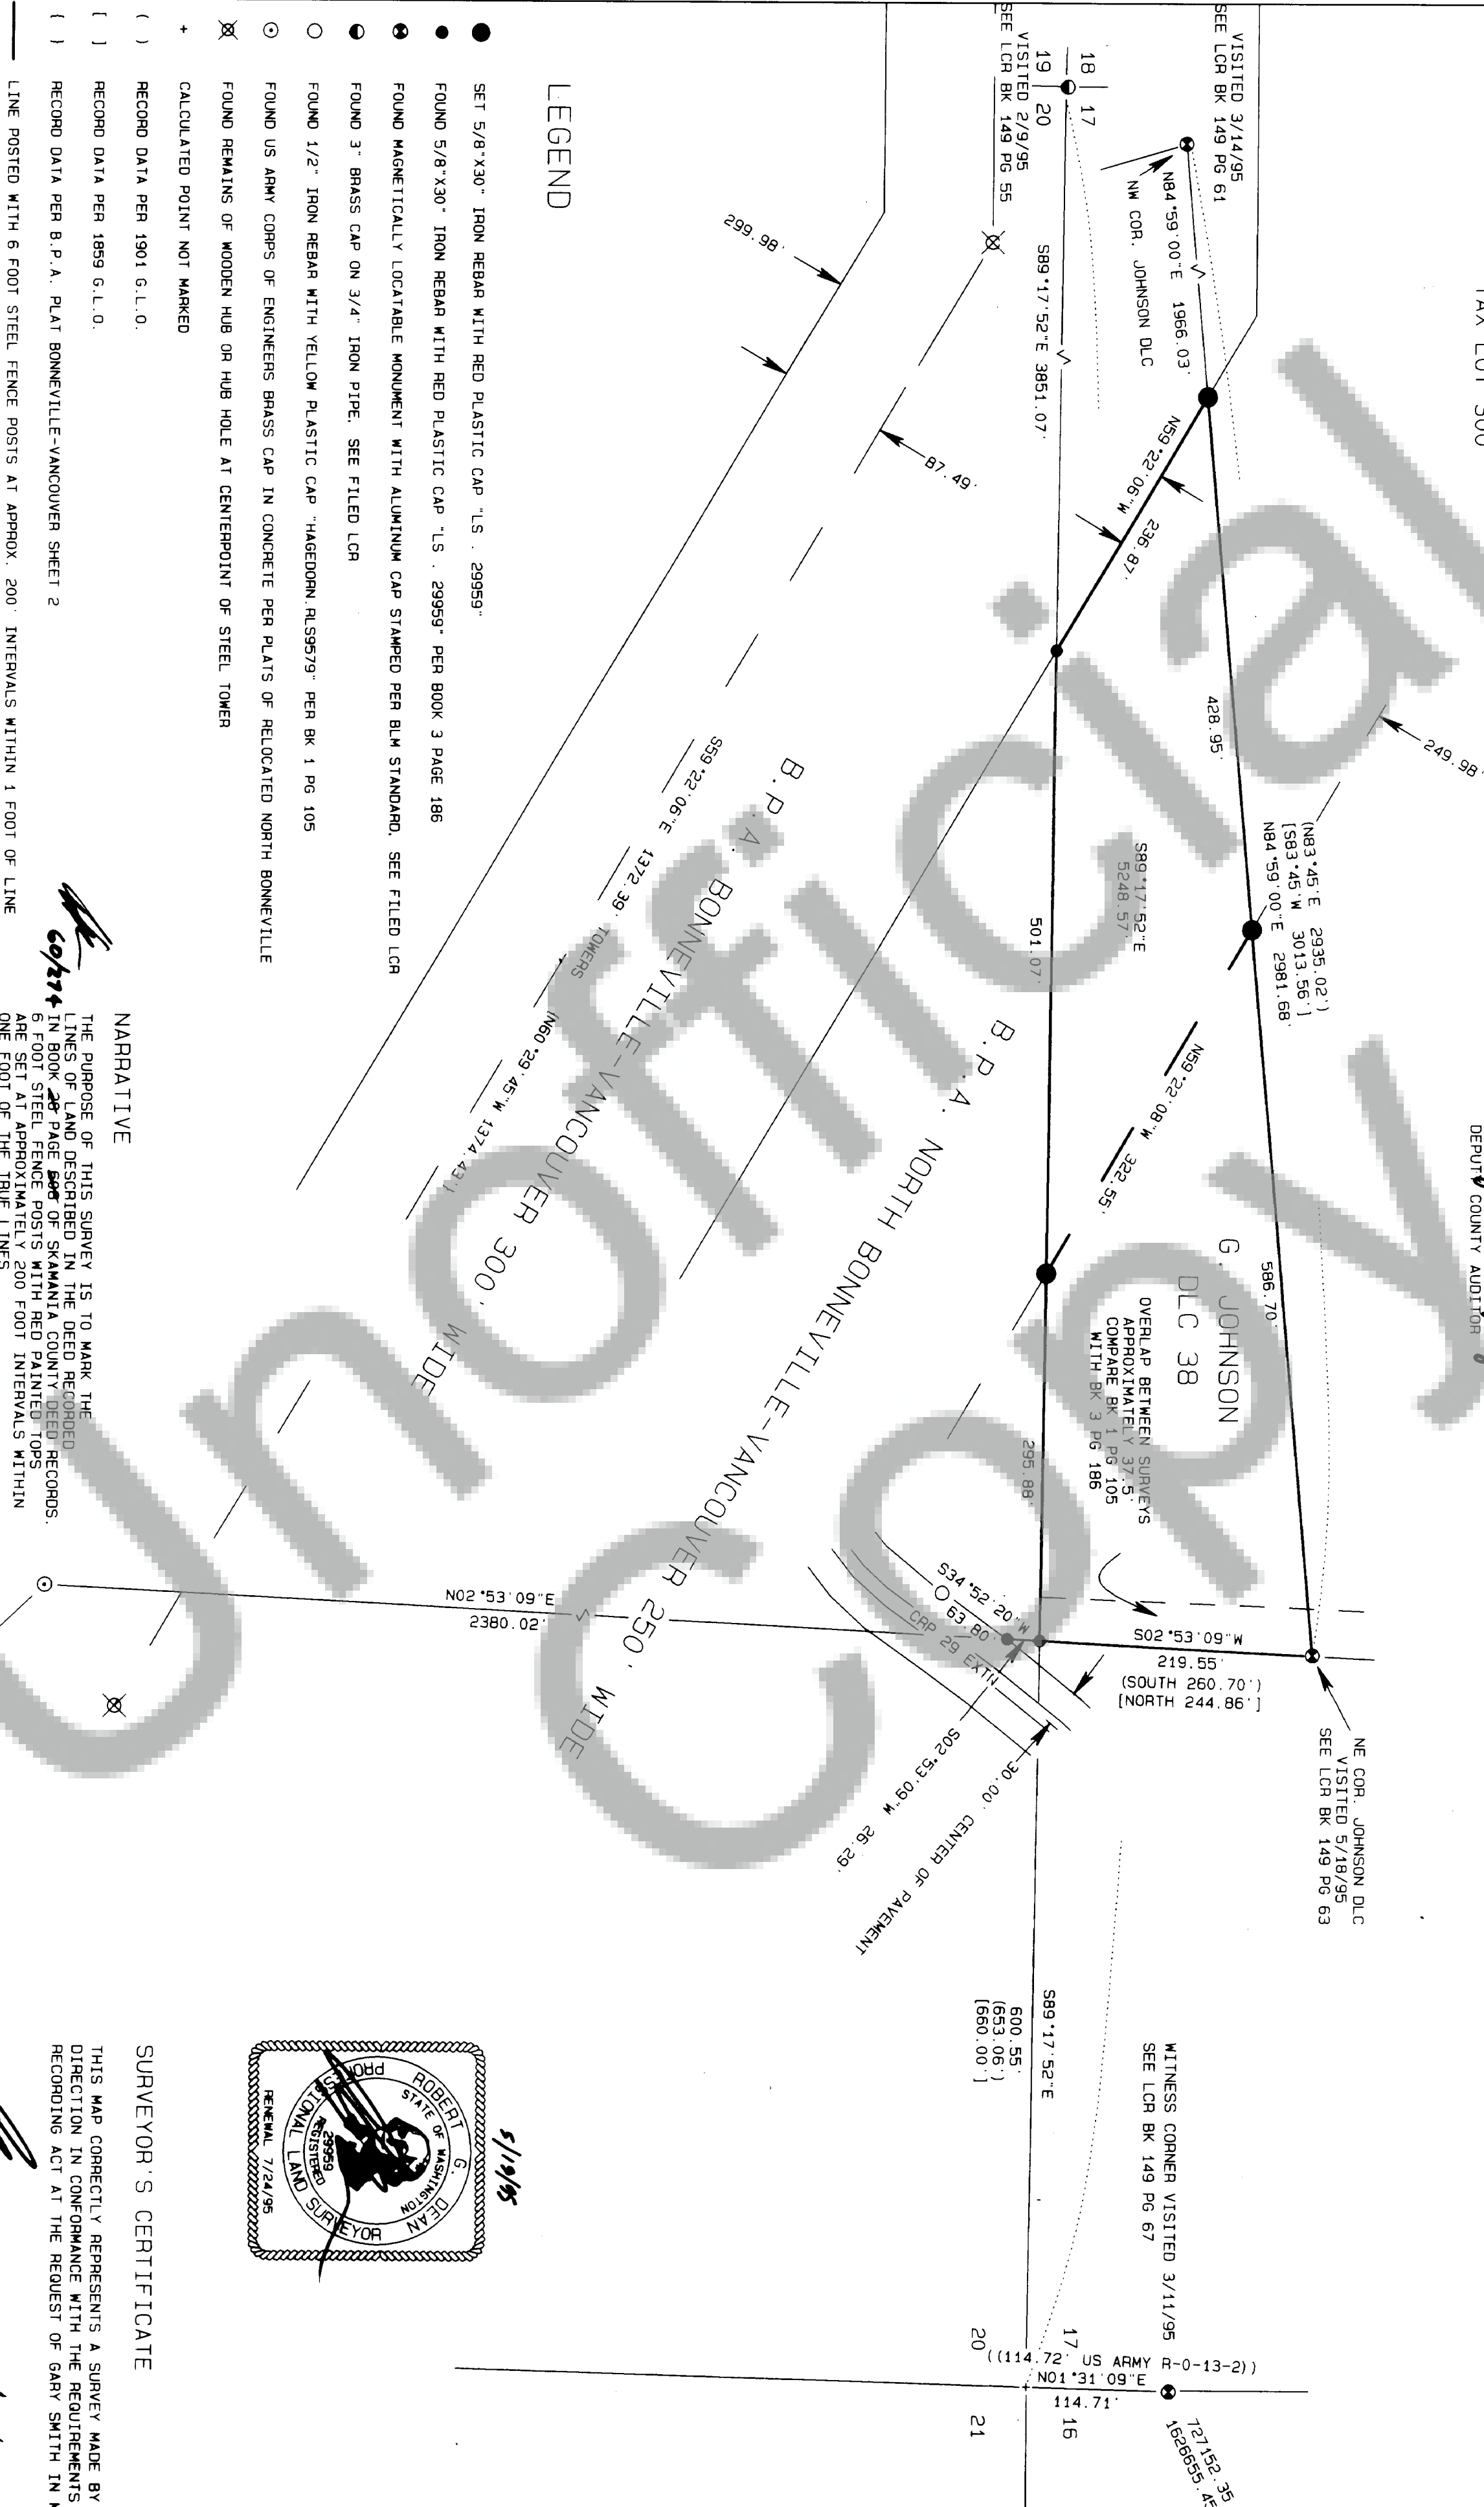 VISITED 3/14/95
SEE LCR BK 149 PG 61
N84°59'00"E 1966.03'
NW COR. JOHNSON DLC
18 17
19 20
VISITED 2/9/95
SEE LCR BK 149 PG 55
S89°17'52"E 3851.07'
N59°22'06"W 236.87'
428.95'
249.98'
(N83°45'E 2935.02')
[S83°45'W 3013.56']
N84°59'00"E 2981.68'
586.70'
S89°17'52"E
5248.57'
501.07'
N59°22'08"W 322.55'
G. JOHNSON
DLC 38
OVERLAP BETWEEN SURVEYS
APPROXIMATELY 37.5'
COMPARE BK 1 PG 105
WITH BK 3 PG 186
295.88'
299.98'
87.49'
S59°22'06"E 1372.39' TOWERS
{N60°29'45"W 1374.43'}
B.P.A. BONNEVILLE-VANCOUVER 300' WIDE
B.P.A. NORTH BONNEVILLE-VANCOUVER 250' WIDE
S34°52'20"W
63.80'
CRP 29 EXTN
S02°53'09"W
219.55'
(SOUTH 260.70')
[NORTH 244.86']
NE COR. JOHNSON DLC
VISITED 5/18/95
SEE LCR BK 149 PG 63
S02°53'09"W 26.29'
30.00' CENTER OF PAVEMENT
N02°53'09"E
2380.02'
S89°17'52"E
600.55'
(653.06')
[660.00']
WITNESS CORNER VISITED 3/11/95
SEE LCR BK 149 PG 67
17 16
20 21
((114.72' US ARMY R-0-13-2))
N01°31'09"E
114.71'
727152.35
1626655.45
DEPUTY COUNTY AUDITOR
LEGEND
SET 5/8"X30" IRON REBAR WITH RED PLASTIC CAP "LS . 29959"
FOUND 5/8"X30" IRON REBAR WITH RED PLASTIC CAP "LS . 29959" PER BOOK 3 PAGE 186
FOUND MAGNETICALLY LOCATABLE MONUMENT WITH ALUMINUM CAP STAMPED PER BLM STANDARD, SEE FILED LCR
FOUND 3" BRASS CAP ON 3/4" IRON PIPE, SEE FILED LCR
FOUND 1/2" IRON REBAR WITH YELLOW PLASTIC CAP "HAGEDORN.RLS9579" PER BK 1 PG 105
FOUND US ARMY CORPS OF ENGINEERS BRASS CAP IN CONCRETE PER PLATS OF RELOCATED NORTH BONNEVILLE
FOUND REMAINS OF WOODEN HUB OR HUB HOLE AT CENTERPOINT OF STEEL TOWER
+ CALCULATED POINT NOT MARKED
( ) RECORD DATA PER 1901 G.L.O.
[ ] RECORD DATA PER 1859 G.L.O.
{ } RECORD DATA PER B.P.A. PLAT BONNEVILLE-VANCOUVER SHEET 2
LINE POSTED WITH 6 FOOT STEEL FENCE POSTS AT APPROX. 200' INTERVALS WITHIN 1 FOOT OF LINE
NARRATIVE
THE PURPOSE OF THIS SURVEY IS TO MARK THE
LINES OF LAND DESCRIBED IN THE DEED RECORDED
60/274 IN BOOK PAGE OF SKAMANIA COUNTY DEED RECORDS.
6 FOOT STEEL FENCE POSTS WITH RED PAINTED TOPS
ARE SET AT APPROXIMATELY 200 FOOT INTERVALS WITHIN
ONE FOOT OF THE TRUE LINES
5/19/95
ROBERT G. DEAN
STATE OF WASHINGTON
29959
REGISTERED
PROFESSIONAL LAND SURVEYOR
RENEWAL 7/24/95
SURVEYOR'S CERTIFICATE
THIS MAP CORRECTLY REPRESENTS A SURVEY MADE BY
DIRECTION IN CONFORMANCE WITH THE REQUIREMENTS
RECORDING ACT AT THE REQUEST OF GARY SMITH IN
Unofficial
Copy